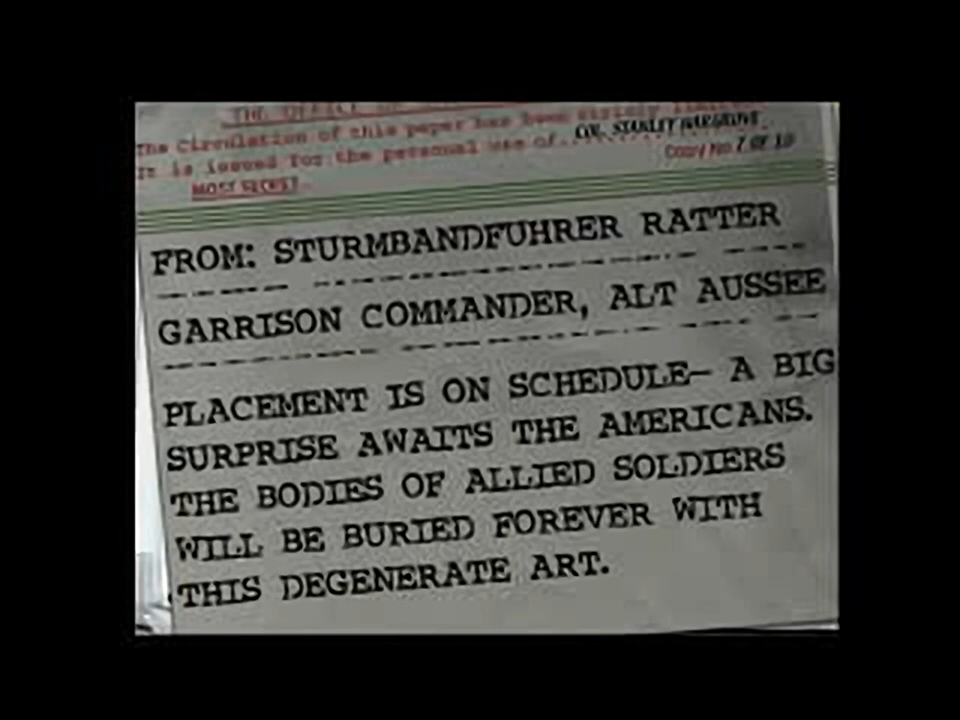 THE OFFICE OF
The Circulation of this paper has been strictly limited
It is issued for the personal use of... COL. STANLEY HARGROVE
MOST SECRET. COPY No 7 OF 10
FROM: STURMBANDFUHRER RATTER
GARRISON COMMANDER, ALT AUSSEE
PLACEMENT IS ON SCHEDULE— A BIG
SURPRISE AWAITS THE AMERICANS.
THE BODIES OF ALLIED SOLDIERS
WILL BE BURIED FOREVER WITH
THIS DEGENERATE ART.